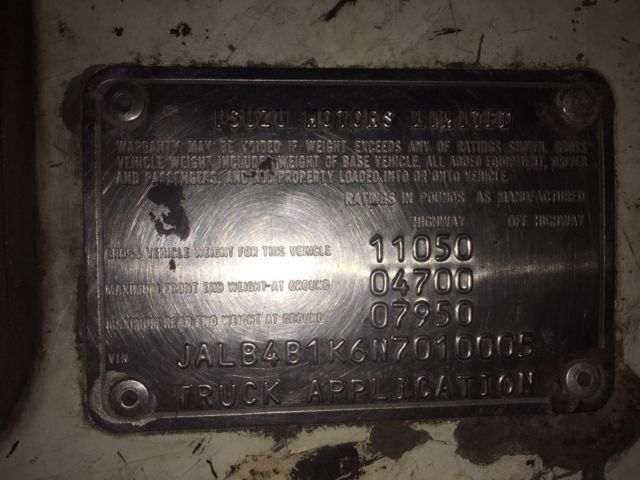 ISUZU MOTORS LIMITED
WARRANTY MAY BE VOIDED IF WEIGHT EXCEEDS ANY OF RATINGS SHOWN. GROSS
VEHICLE WEIGHT INCLUDES WEIGHT OF BASE VEHICLE, ALL ADDED EQUIPMENT, DRIVER
AND PASSENGERS, AND ALL PROPERTY LOADED INTO OR ONTO VEHICLE.
RATINGS IN POUNDS AS MANUFACTURED
HIGHWAY OFF HIGHWAY
GROSS VEHICLE WEIGHT FOR THIS VEHICLE 11050
MAXIMUM FRONT END WEIGHT AT GROUND 04700
MAXIMUM REAR END WEIGHT AT GROUND 07950
VIN JALB4B1K6N7010005
TRUCK APPLICATION